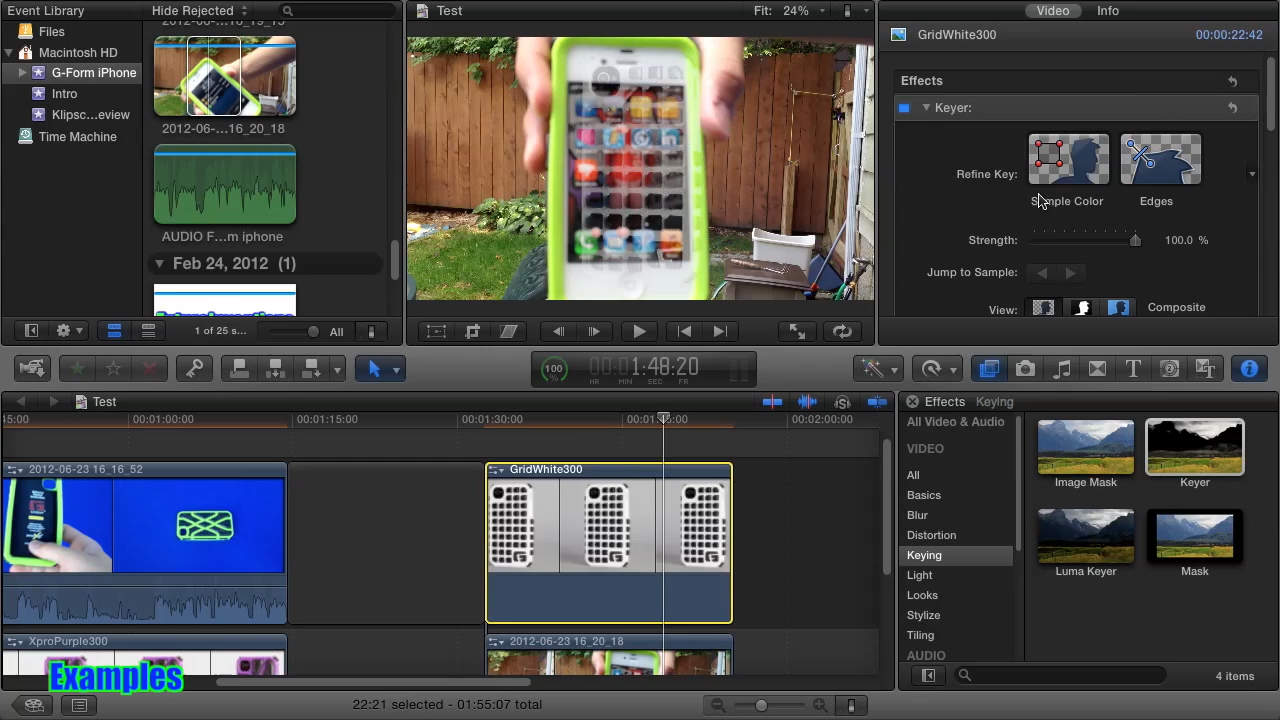 Event Library
Hide Rejected
Test
Fit: 24%
Video
Info
Files
Macintosh HD
G-Form iPhone
Intro
Klipsc...eview
Time Machine
2012-06-...16_20_18
AUDIO F...m iphone
Feb 24, 2012 (1)
1 of 25 s...
All
GridWhite300
00:00:22:42
Effects
Keyer:
Refine Key:
Sample Color
Edges
Strength:
100.0 %
Jump to Sample:
View:
Composite
100
%
1:48:20
HR MIN SEC FR
Test
45:00
00:01:00:00
00:01:15:00
00:01:30:00
00:02:00:00
2012-06-23 16_16_52
GridWhite300
XproPurple300
2012-06-23 16_20_18
Examples
Effects Keying
All Video & Audio
VIDEO
All
Basics
Blur
Distortion
Keying
Light
Looks
Stylize
Tiling
AUDIO
Image Mask
Keyer
Luma Keyer
Mask
22:21 selected - 01:55:07 total
4 items